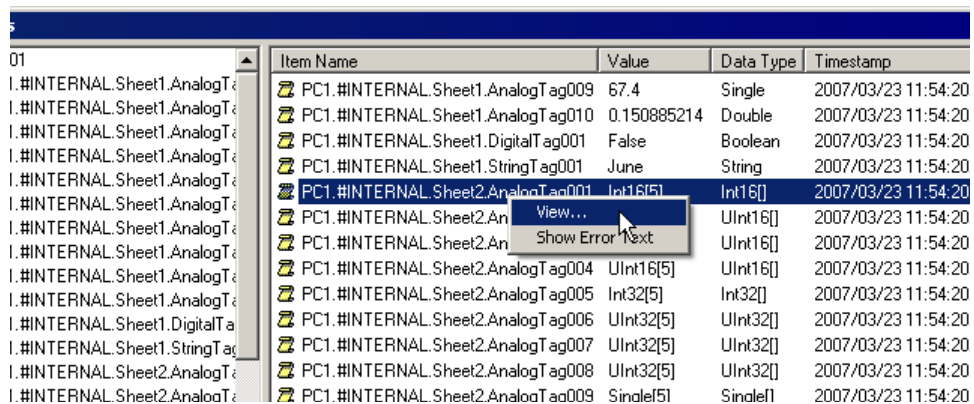 s
01
I.#INTERNAL.Sheet1.AnalogTa
I.#INTERNAL.Sheet1.AnalogTa
I.#INTERNAL.Sheet1.AnalogTa
I.#INTERNAL.Sheet1.AnalogTa
I.#INTERNAL.Sheet1.AnalogTa
I.#INTERNAL.Sheet1.AnalogTa
I.#INTERNAL.Sheet1.AnalogTa
I.#INTERNAL.Sheet1.AnalogTa
I.#INTERNAL.Sheet1.AnalogTa
I.#INTERNAL.Sheet1.AnalogTa
I.#INTERNAL.Sheet1.DigitalTa
I.#INTERNAL.Sheet1.StringTag
I.#INTERNAL.Sheet2.AnalogTa
I.#INTERNAL.Sheet2.AnalogTa
Item Name Value Data Type Timestamp
PC1.#INTERNAL.Sheet1.AnalogTag009 67.4 Single 2007/03/23 11:54:20
PC1.#INTERNAL.Sheet1.AnalogTag010 0.150885214 Double 2007/03/23 11:54:20
PC1.#INTERNAL.Sheet1.DigitalTag001 False Boolean 2007/03/23 11:54:20
PC1.#INTERNAL.Sheet1.StringTag001 June String 2007/03/23 11:54:20
PC1.#INTERNAL.Sheet2.AnalogTag001 Int16[5] Int16[] 2007/03/23 11:54:20
PC1.#INTERNAL.Sheet2.An UInt16[] 2007/03/23 11:54:20
PC1.#INTERNAL.Sheet2.An UInt16[] 2007/03/23 11:54:20
PC1.#INTERNAL.Sheet2.AnalogTag004 UInt16[5] UInt16[] 2007/03/23 11:54:20
PC1.#INTERNAL.Sheet2.AnalogTag005 Int32[5] Int32[] 2007/03/23 11:54:20
PC1.#INTERNAL.Sheet2.AnalogTag006 UInt32[5] UInt32[] 2007/03/23 11:54:20
PC1.#INTERNAL.Sheet2.AnalogTag007 UInt32[5] UInt32[] 2007/03/23 11:54:20
PC1.#INTERNAL.Sheet2.AnalogTag008 UInt32[5] UInt32[] 2007/03/23 11:54:20
PC1.#INTERNAL.Sheet2.AnalogTag009 Single[5] Single[] 2007/03/23 11:54:20
View...
Show Error Text